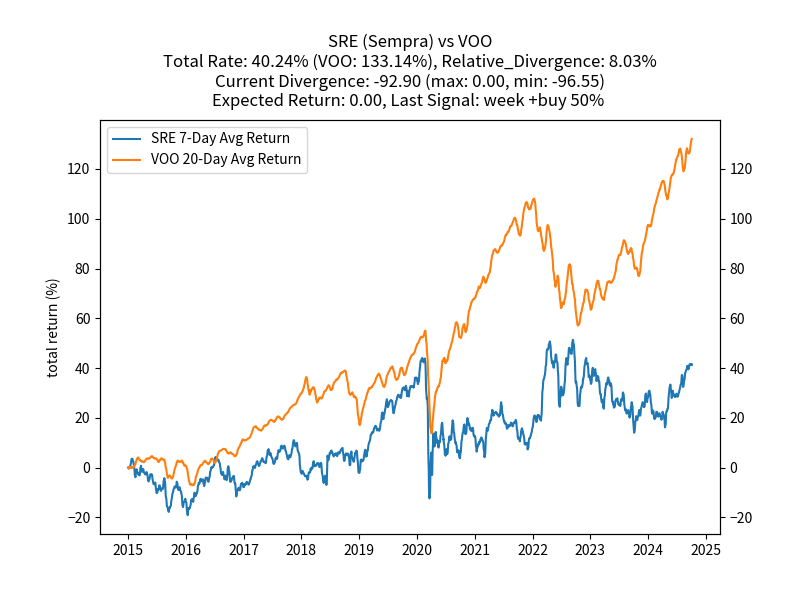 SRE (Sempra) vs VOO
Total Rate: 40.24% (VOO: 133.14%), Relative_Divergence: 8.03%
Current Divergence: -92.90 (max: 0.00, min: -96.55)
Expected Return: 0.00, Last Signal: week +buy 50%
SRE 7-Day Avg Return
VOO 20-Day Avg Return
total return (%)
120
100
80
60
40
20
0
−20
120
100
80
60
40
20
0
−20
2015 2016 2017 2018 2019 2020 2021 2022 2023 2024 2025